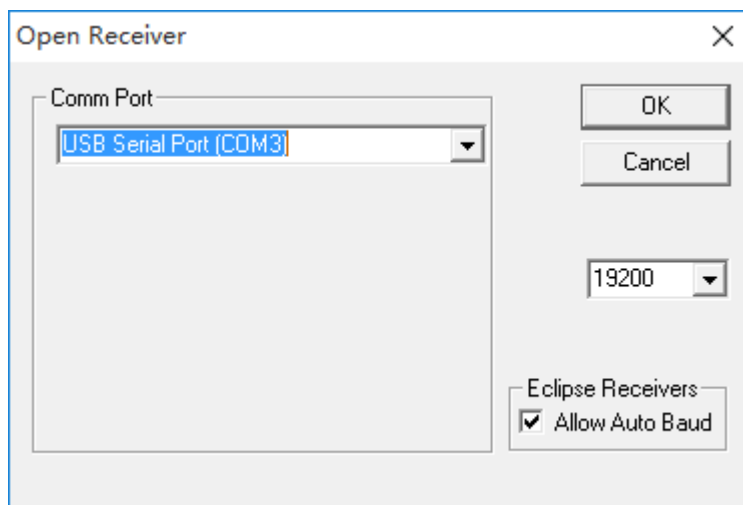 Open Receiver
Comm Port
USB Serial Port (COM3)
OK
Cancel
19200
Eclipse Receivers
Allow Auto Baud